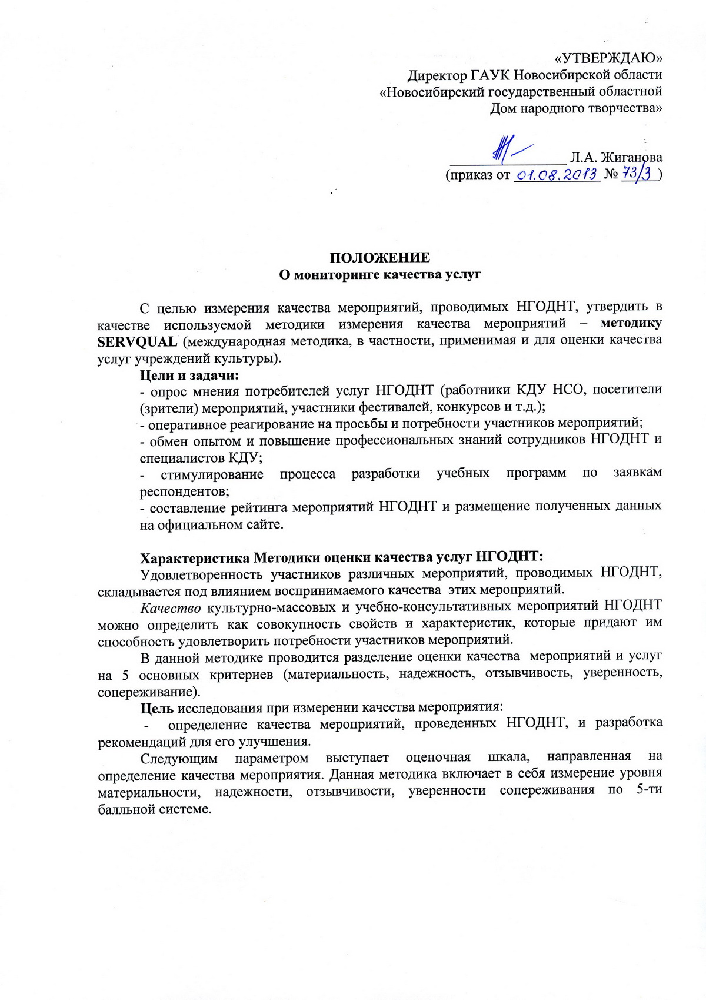 «УТВЕРЖДАЮ»
Директор ГАУК Новосибирской области
«Новосибирский государственный областной
Дом народного творчества»
Л.А. Жиганова
(приказ от 01.08.2013 № 73/3)
ПОЛОЖЕНИЕ
О мониторинге качества услуг
С целью измерения качества мероприятий, проводимых НГОДНТ, утвердить в
качестве используемой методики измерения качества мероприятий – методику
SERVQUAL (международная методика, в частности, применимая и для оценки качества
услуг учреждений культуры).
Цели и задачи:
- опрос мнения потребителей услуг НГОДНТ (работники КДУ НСО, посетители
(зрители) мероприятий, участники фестивалей, конкурсов и т.д.);
- оперативное реагирование на просьбы и потребности участников мероприятий;
- обмен опытом и повышение профессиональных знаний сотрудников НГОДНТ и
специалистов КДУ;
- стимулирование процесса разработки учебных программ по заявкам
респондентов;
- составление рейтинга мероприятий НГОДНТ и размещение полученных данных
на официальном сайте.
Характеристика Методики оценки качества услуг НГОДНТ:
Удовлетворенность участников различных мероприятий, проводимых НГОДНТ,
складывается под влиянием воспринимаемого качества этих мероприятий.
Качество культурно-массовых и учебно-консультативных мероприятий НГОДНТ
можно определить как совокупность свойств и характеристик, которые придают им
способность удовлетворить потребности участников мероприятий.
В данной методике проводится разделение оценки качества мероприятий и услуг
на 5 основных критериев (материальность, надежность, отзывчивость, уверенность,
сопереживание).
Цель исследования при измерении качества мероприятия:
- определение качества мероприятий, проведенных НГОДНТ, и разработка
рекомендаций для его улучшения.
Следующим параметром выступает оценочная шкала, направленная на
определение качества мероприятия. Данная методика включает в себя измерение уровня
материальности, надежности, отзывчивости, уверенности сопереживания по 5-ти
балльной системе.